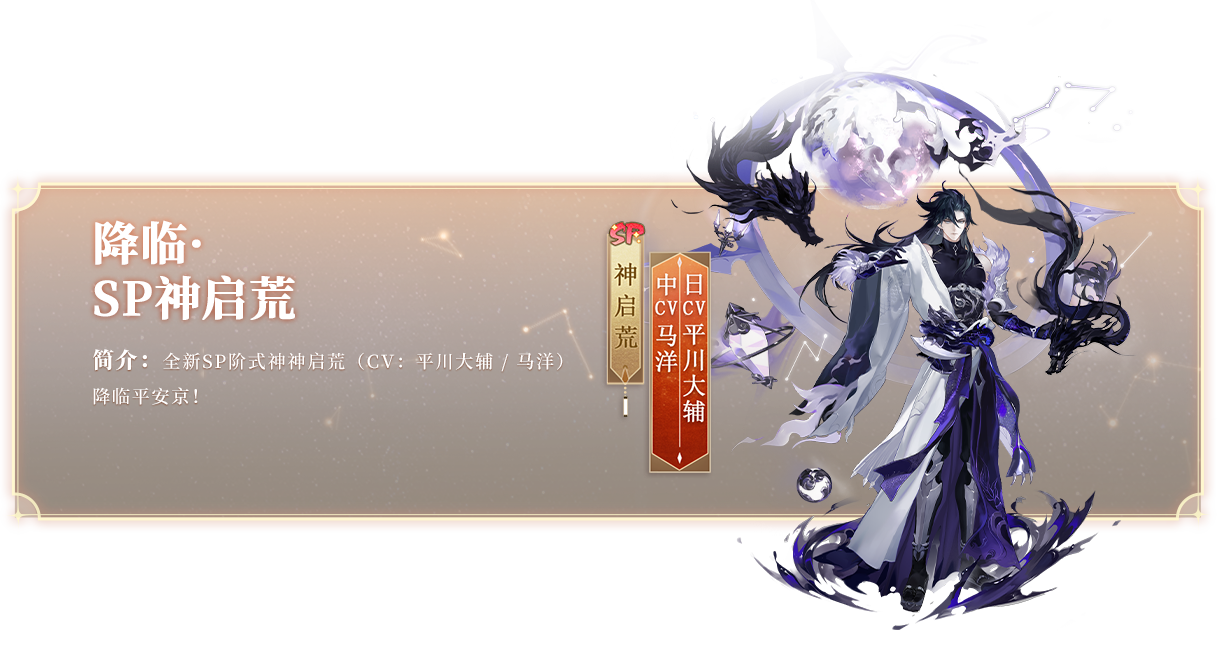 降临·
SP神启荒
简介：全新SP阶式神神启荒（CV：平川大辅 / 马洋）
降临平安京！
SP
神启荒
日CV平川大辅
中CV马洋